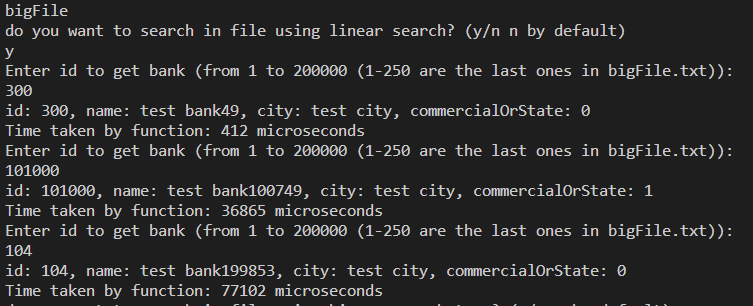 bigFile
do you want to search in file using linear search? (y/n n by default)
y
Enter id to get bank (from 1 to 200000 (1-250 are the last ones in bigFile.txt)):
300
id: 300, name: test bank49, city: test city, commercialOrState: 0
Time taken by function: 412 microseconds
Enter id to get bank (from 1 to 200000 (1-250 are the last ones in bigFile.txt)):
101000
id: 101000, name: test bank100749, city: test city, commercialOrState: 1
Time taken by function: 36865 microseconds
Enter id to get bank (from 1 to 200000 (1-250 are the last ones in bigFile.txt)):
104
id: 104, name: test bank199853, city: test city, commercialOrState: 0
Time taken by function: 77102 microseconds